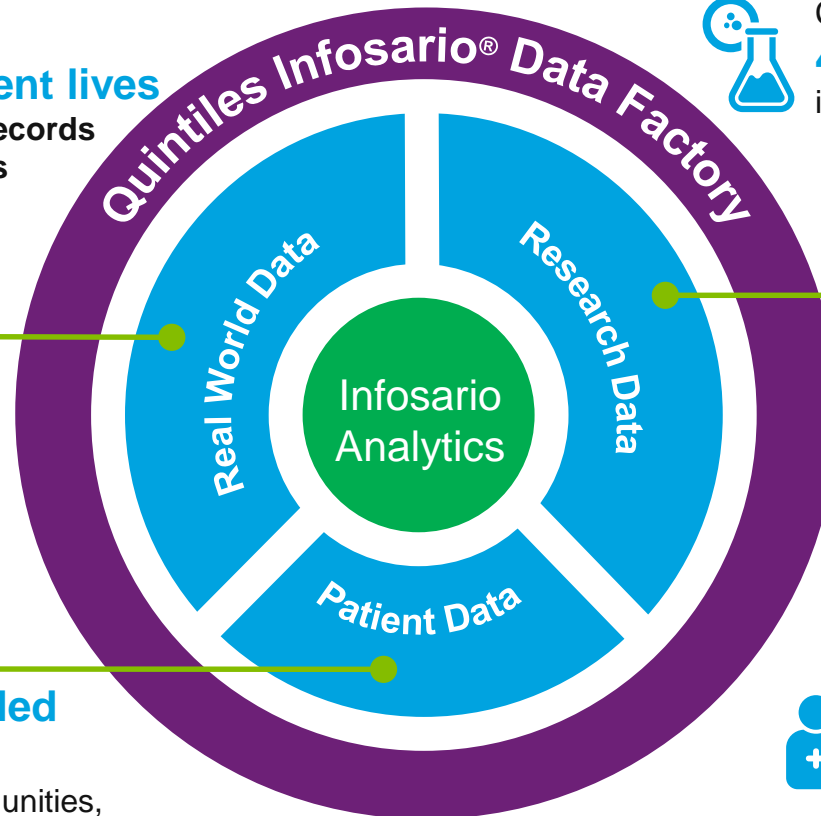 Quintiles Infosario® Data Factory
ent lives
ecords
s
Real World Data
Research Data
Infosario
Analytics
Patient Data
led
unities,